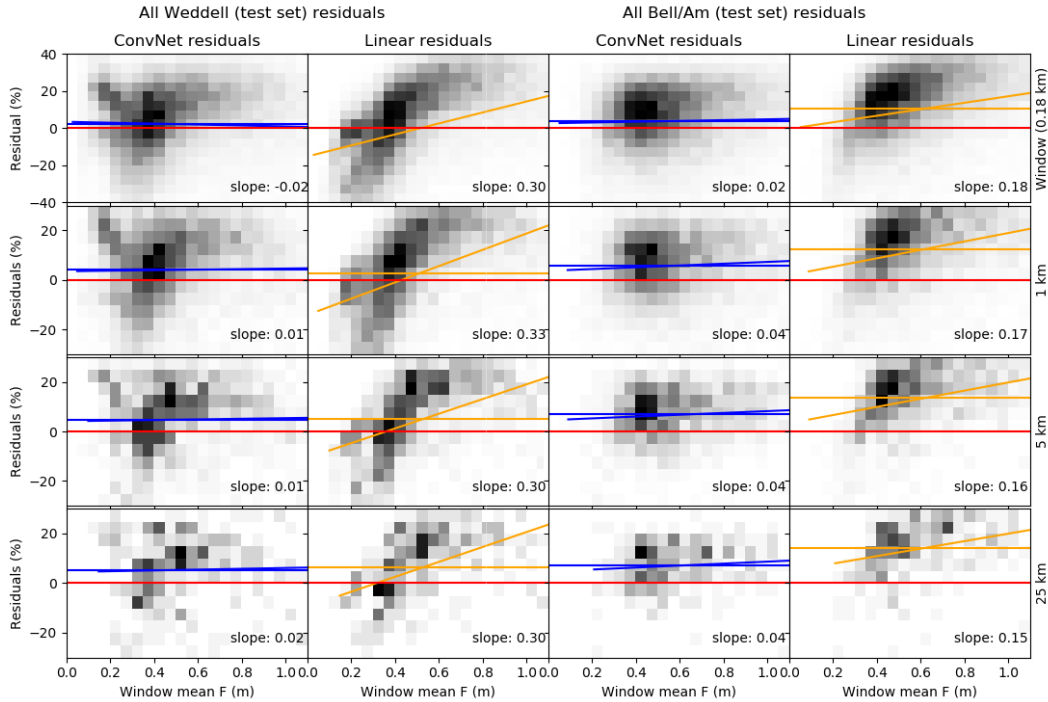 All Weddell (test set) residuals
All Bell/Am (test set) residuals
ConvNet residuals
Linear residuals
ConvNet residuals
Linear residuals
40
20
0
−20
−40
Residual (%)
slope: -0.02
slope: 0.30
slope: 0.02
slope: 0.18
Window (0.18 km)
20
0
−20
Residuals (%)
slope: 0.01
slope: 0.33
slope: 0.04
slope: 0.17
1 km
20
0
−20
Residuals (%)
slope: 0.01
slope: 0.30
slope: 0.04
slope: 0.16
5 km
20
0
−20
Residuals (%)
slope: 0.02
slope: 0.30
slope: 0.04
slope: 0.15
25 km
0.0 0.2 0.4 0.6 0.8 1.0
0.0 0.2 0.4 0.6 0.8 1.0
0.0 0.2 0.4 0.6 0.8 1.0
0.0 0.2 0.4 0.6 0.8 1.0
Window mean F (m)
Window mean F (m)
Window mean F (m)
Window mean F (m)